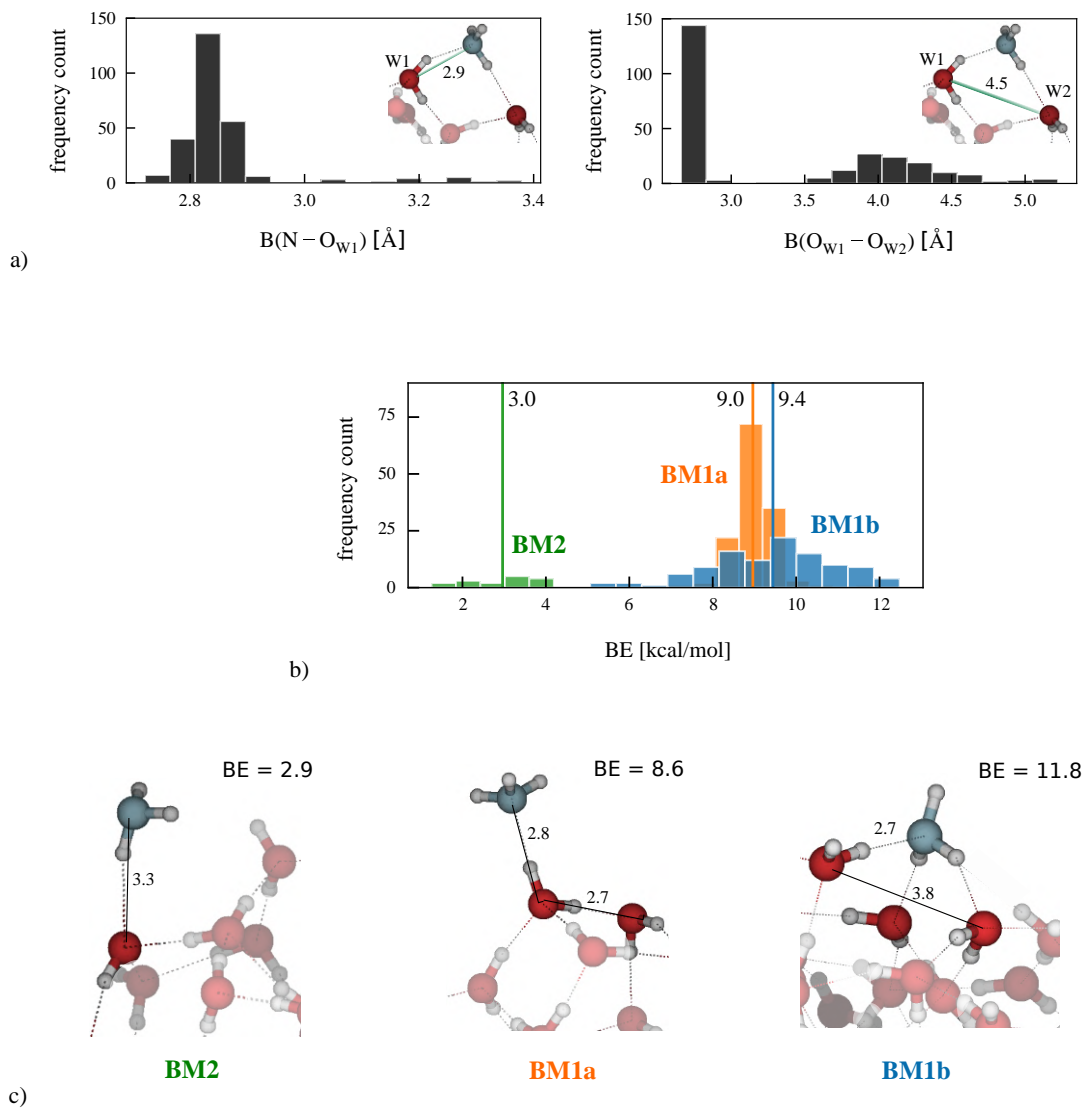 150
100
50
0
frequency count
2.8
3.0
3.2
3.4
B(N − O_W1) [Å]
W1
2.9
150
100
50
0
frequency count
3.0
4.0
4.5
5.0
B(O_W1 − O_W2) [Å]
W1
4.5
W2
a)
75
50
25
0
frequency count
3.0
9.0
9.4
BM1a
BM1b
BM2
2
4
6
8
10
12
BE [kcal/mol]
b)
BE = 2.9
3.3
BM2
BE = 8.6
2.8
2.7
BM1a
BE = 11.8
2.7
3.8
BM1b
c)